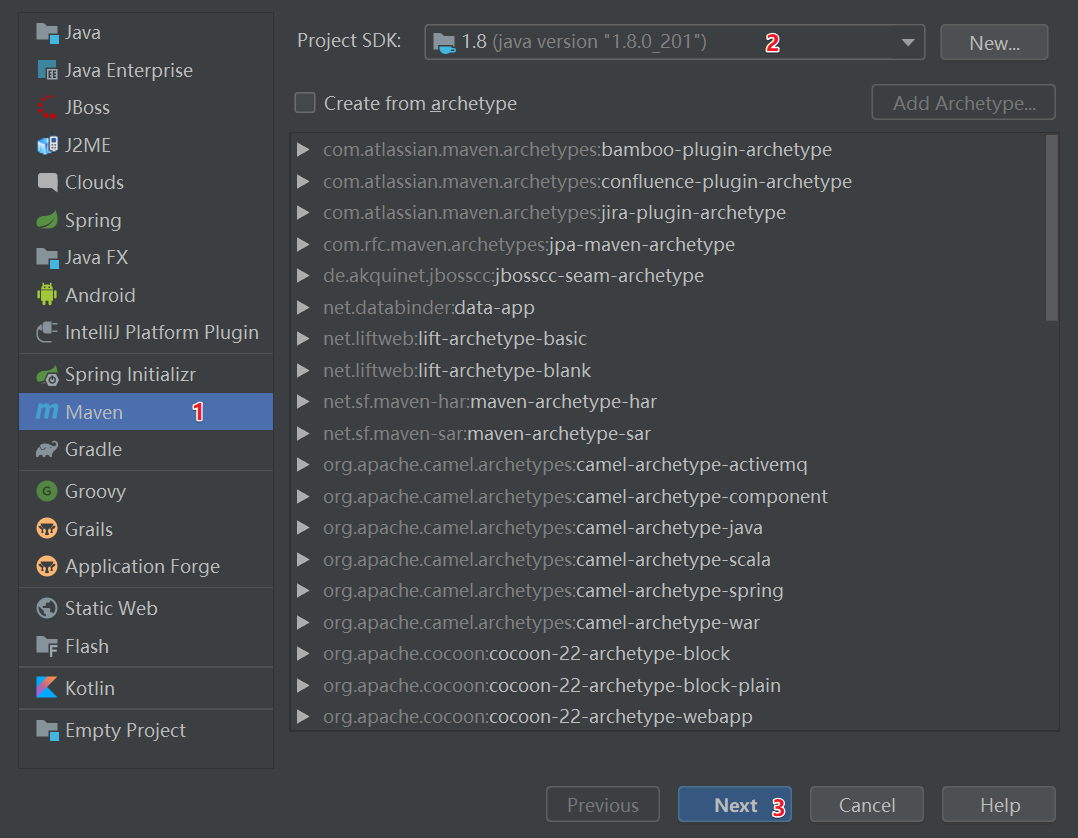 Java
Java Enterprise
JBoss
J2ME
Clouds
Spring
Java FX
Android
IntelliJ Platform Plugin
Spring Initializr
Maven 1
Gradle
Groovy
Grails
Application Forge
Static Web
Flash
Kotlin
Empty Project
Project SDK: 1.8 (java version "1.8.0_201") 2 New...
Create from archetype Add Archetype...
com.atlassian.maven.archetypes:bamboo-plugin-archetype
com.atlassian.maven.archetypes:confluence-plugin-archetype
com.atlassian.maven.archetypes:jira-plugin-archetype
com.rfc.maven.archetypes:jpa-maven-archetype
de.akquinet.jbosscc:jbosscc-seam-archetype
net.databinder:data-app
net.liftweb:lift-archetype-basic
net.liftweb:lift-archetype-blank
net.sf.maven-har:maven-archetype-har
net.sf.maven-sar:maven-archetype-sar
org.apache.camel.archetypes:camel-archetype-activemq
org.apache.camel.archetypes:camel-archetype-component
org.apache.camel.archetypes:camel-archetype-java
org.apache.camel.archetypes:camel-archetype-scala
org.apache.camel.archetypes:camel-archetype-spring
org.apache.camel.archetypes:camel-archetype-war
org.apache.cocoon:cocoon-22-archetype-block
org.apache.cocoon:cocoon-22-archetype-block-plain
org.apache.cocoon:cocoon-22-archetype-webapp
Previous Next 3 Cancel Help